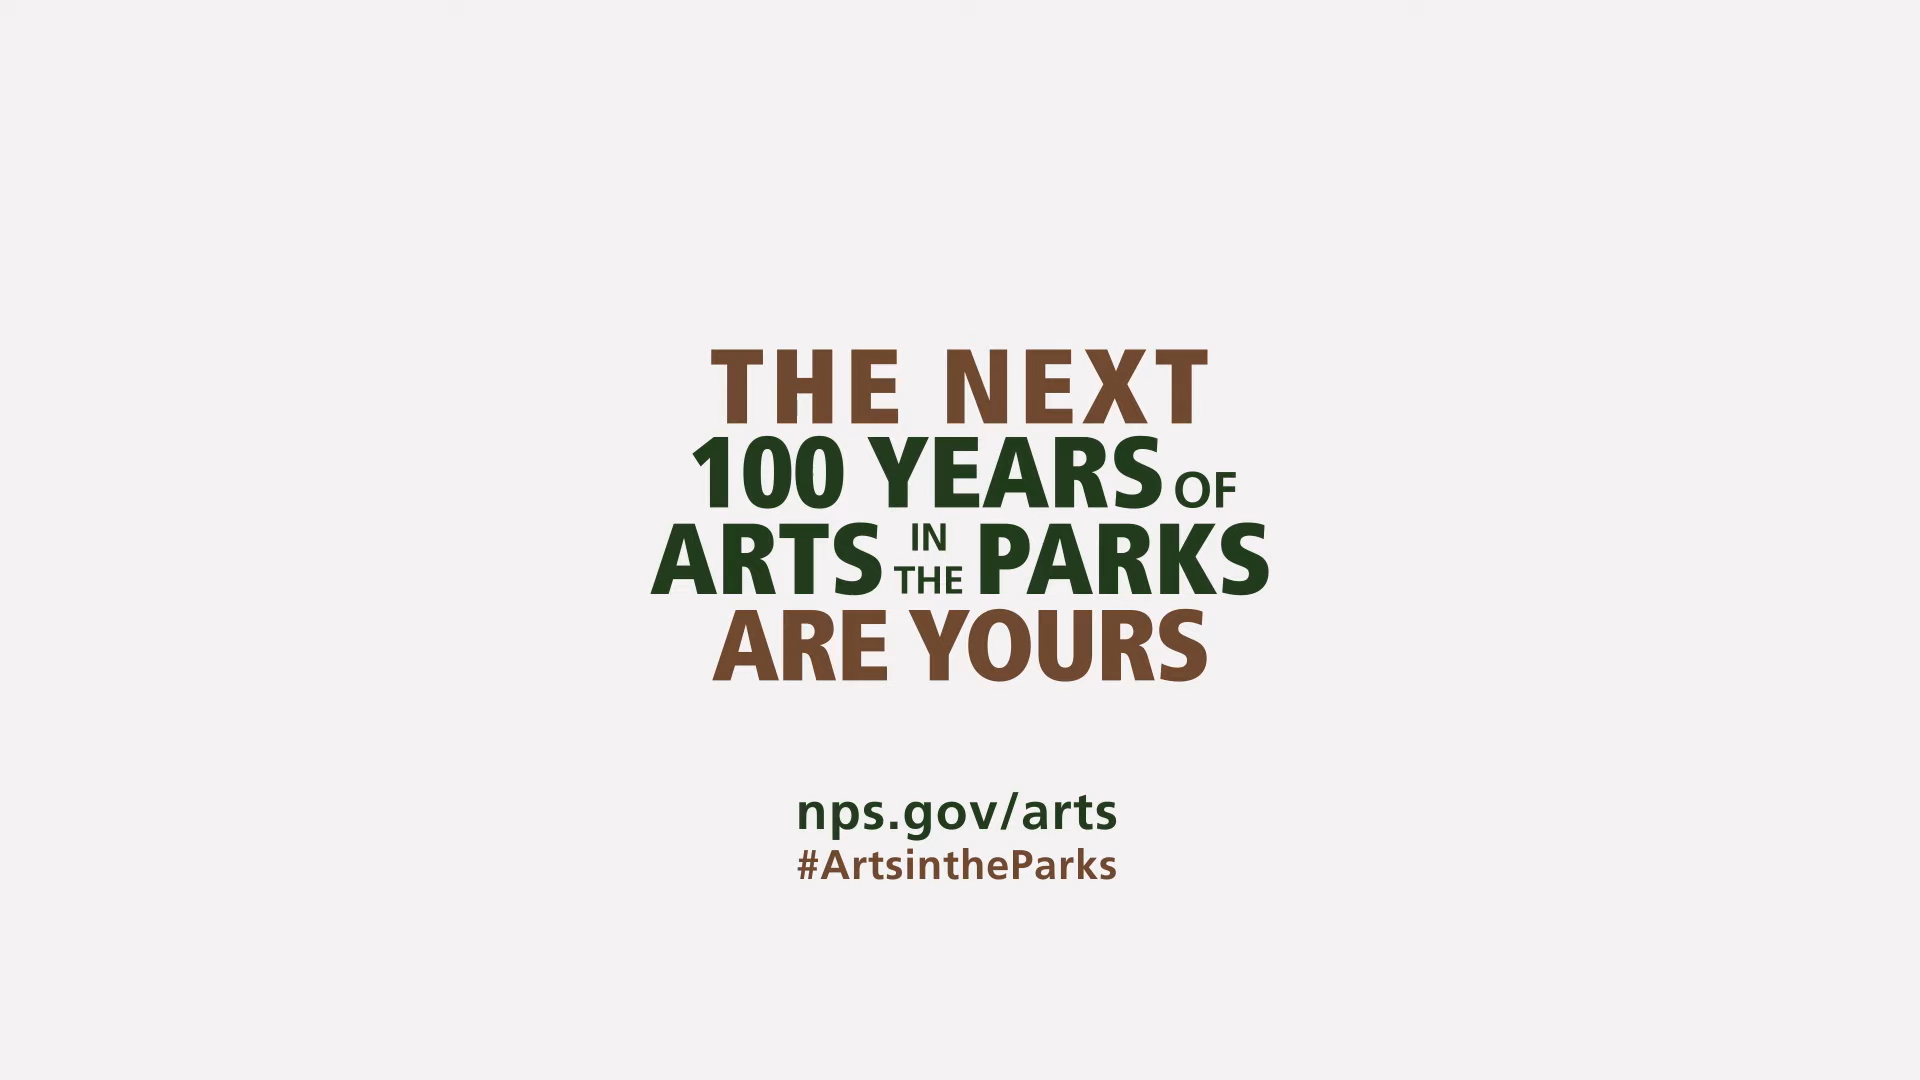 THE NEXT
100 YEARS OF
ARTS IN THE PARKS
ARE YOURS
nps.gov/arts
#ArtsintheParks